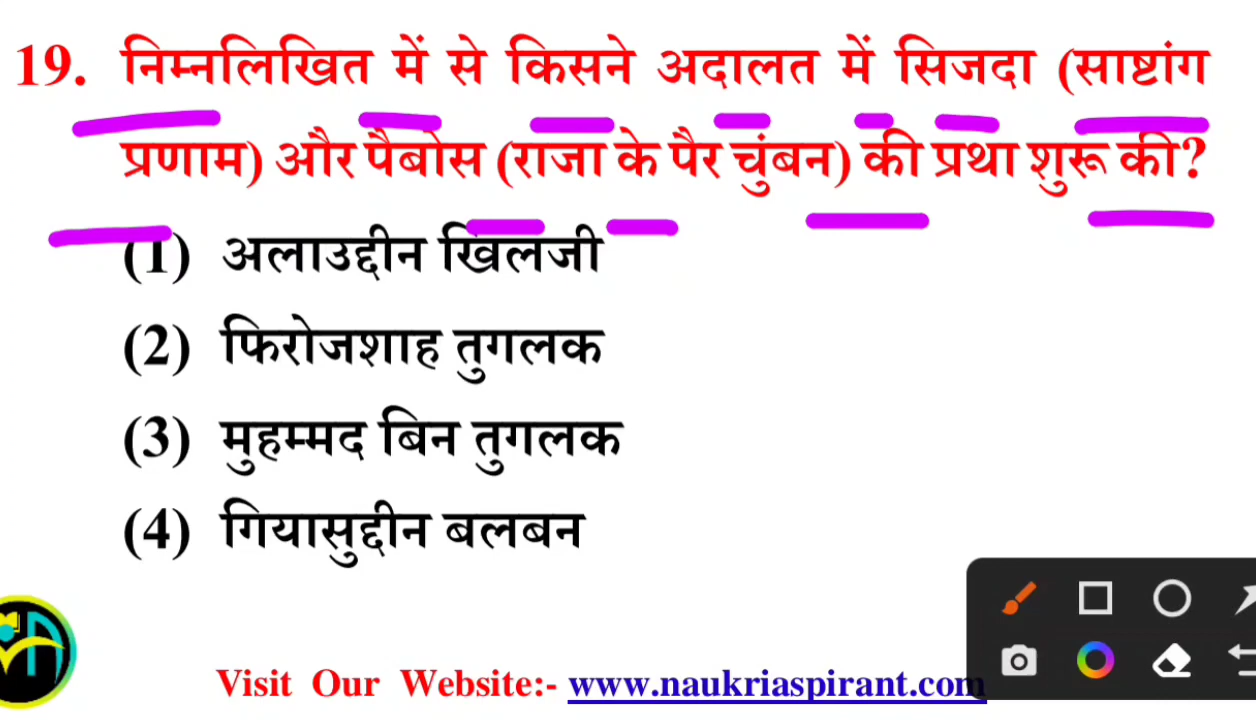 19. निम्नलिखित में से किसने अदालत में सिजदा (साष्टांग
प्रणाम) और पैबोस (राजा के पैर चुंबन) की प्रथा शुरू की?
(1) अलाउद्दीन खिलजी
(2) फिरोजशाह तुगलक
(3) मुहम्मद बिन तुगलक
(4) गियासुद्दीन बलबन
Visit Our Website:- www.naukriaspirant.com